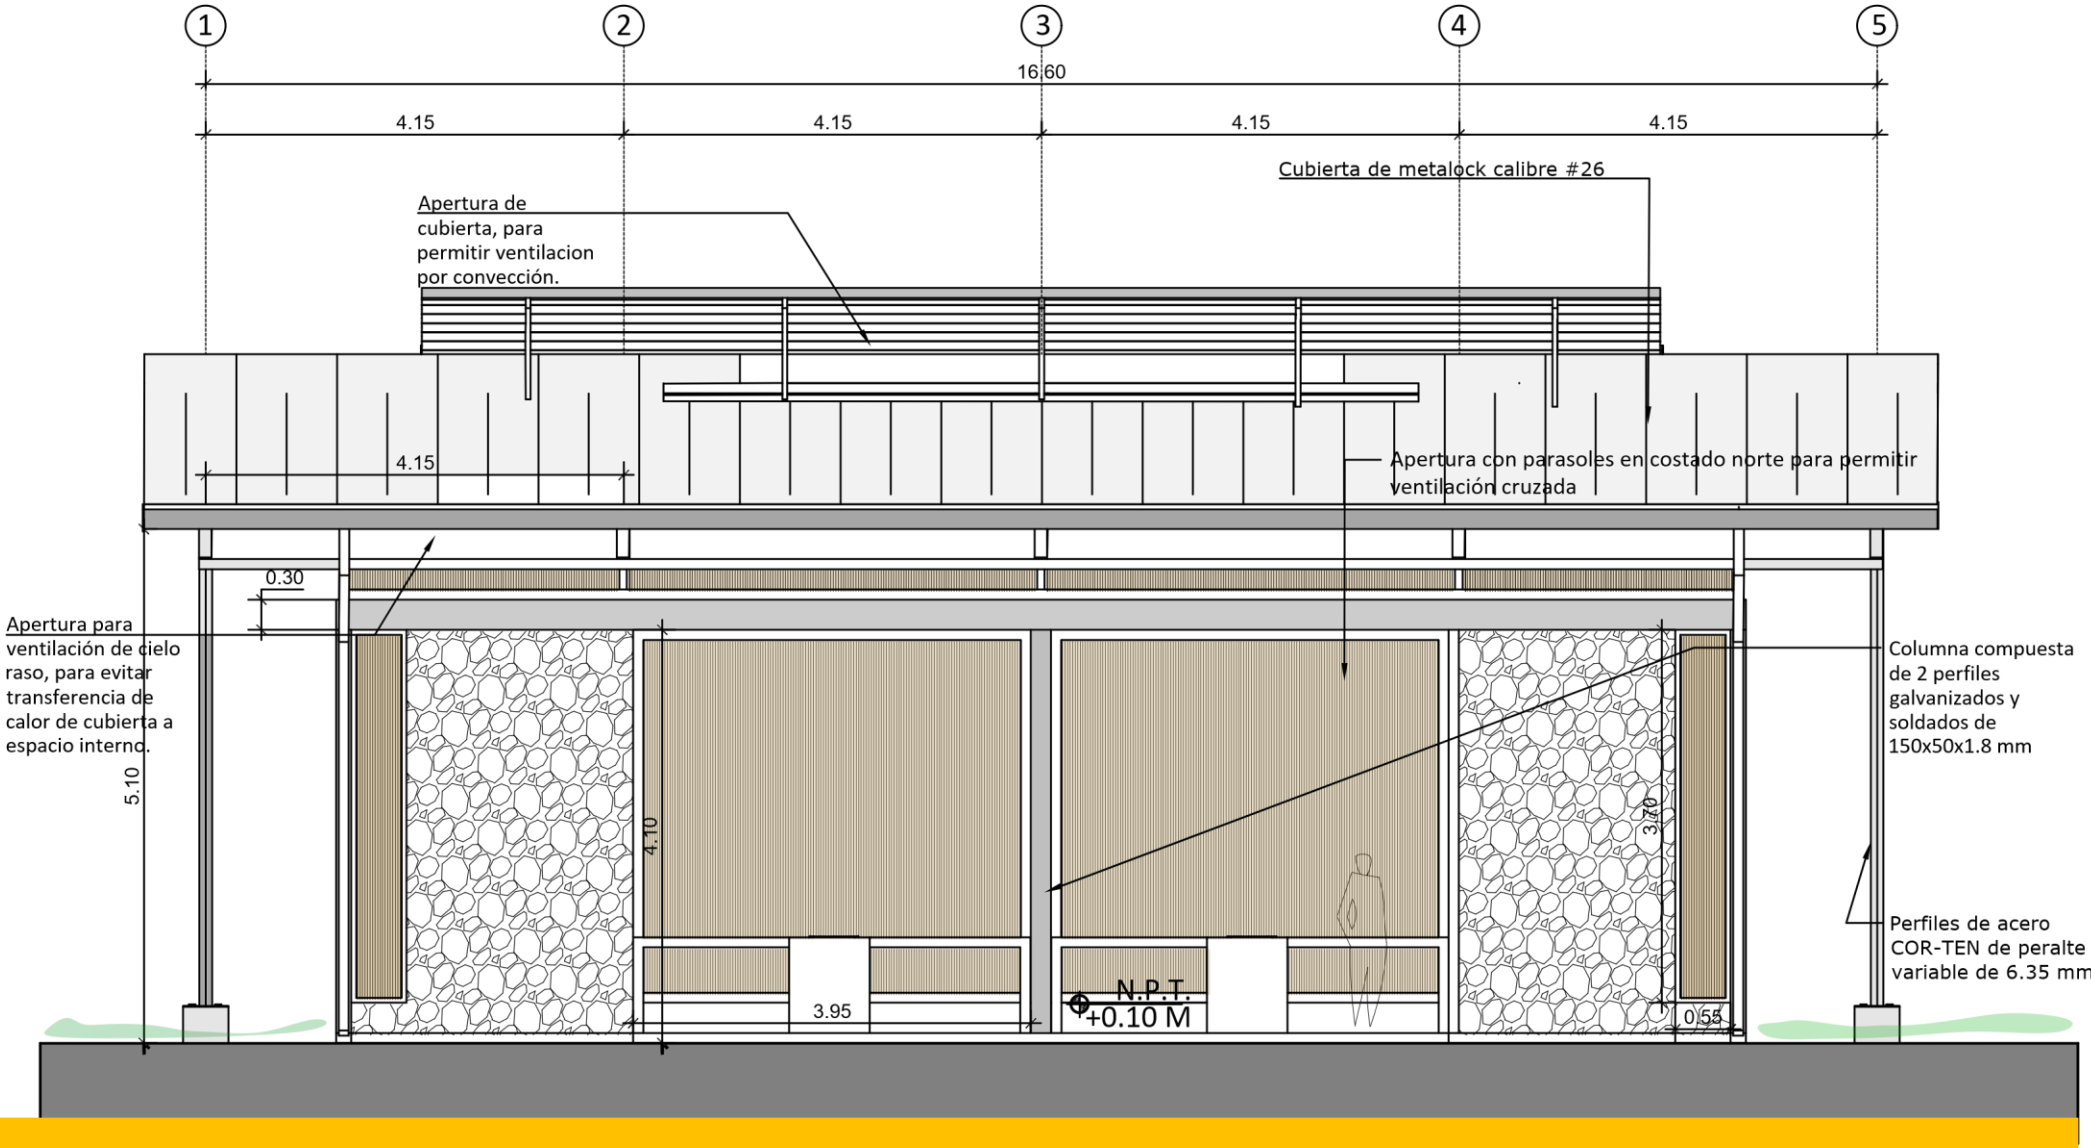 1
2
3
4
5
16.60
4.15
4.15
4.15
4.15
Cubierta de metalock calibre #26
Apertura de
cubierta, para
permitir ventilacion
por convección.
4.15
Apertura con parasoles en costado norte para permitir
ventilación cruzada
0.30
Apertura para
ventilación de cielo
raso, para evitar
transferencia de
calor de cubierta a
espacio interno.
5.10
4.10
3.70
Columna compuesta
de 2 perfiles
galvanizados y
soldados de
150x50x1.8 mm
Perfiles de acero
COR-TEN de peralte
variable de 6.35 mm
3.95
N.P.T.
+0.10 M
0.55